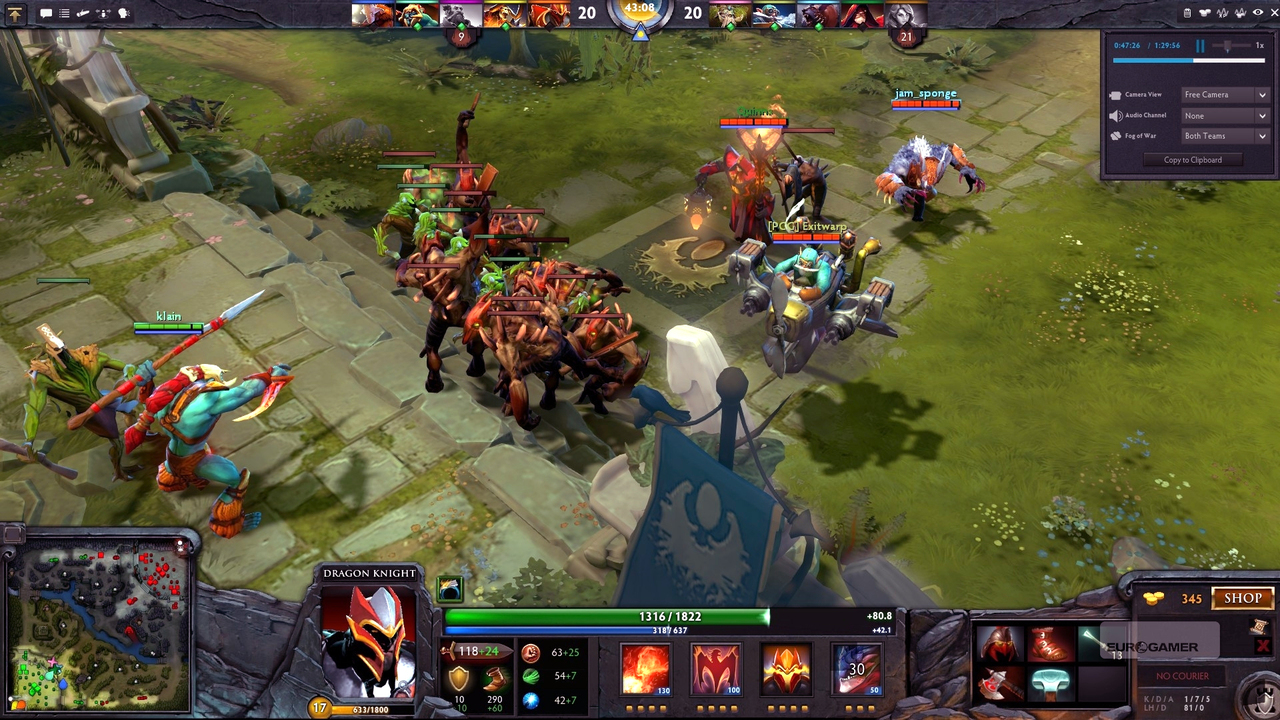 20
43:08
20
9
21
0:47:26 / 1:29:56
1x
Camera View
Free Camera
Audio Channel
None
Fog of War
Both Teams
Copy to Clipboard
jam_sponge
[PCG] Exitwarp
klain
DRAGON KNIGHT
1316 / 1822
+80.8
318 / 637
+42.1
118+24
63+25
10
10
290
+60
54+7
42+7
130
100
30
50
17
633/1800
345
SHOP
EUROGAMER
13
NO COURIER
K / D / A 1/7/5
LH / D 81/0